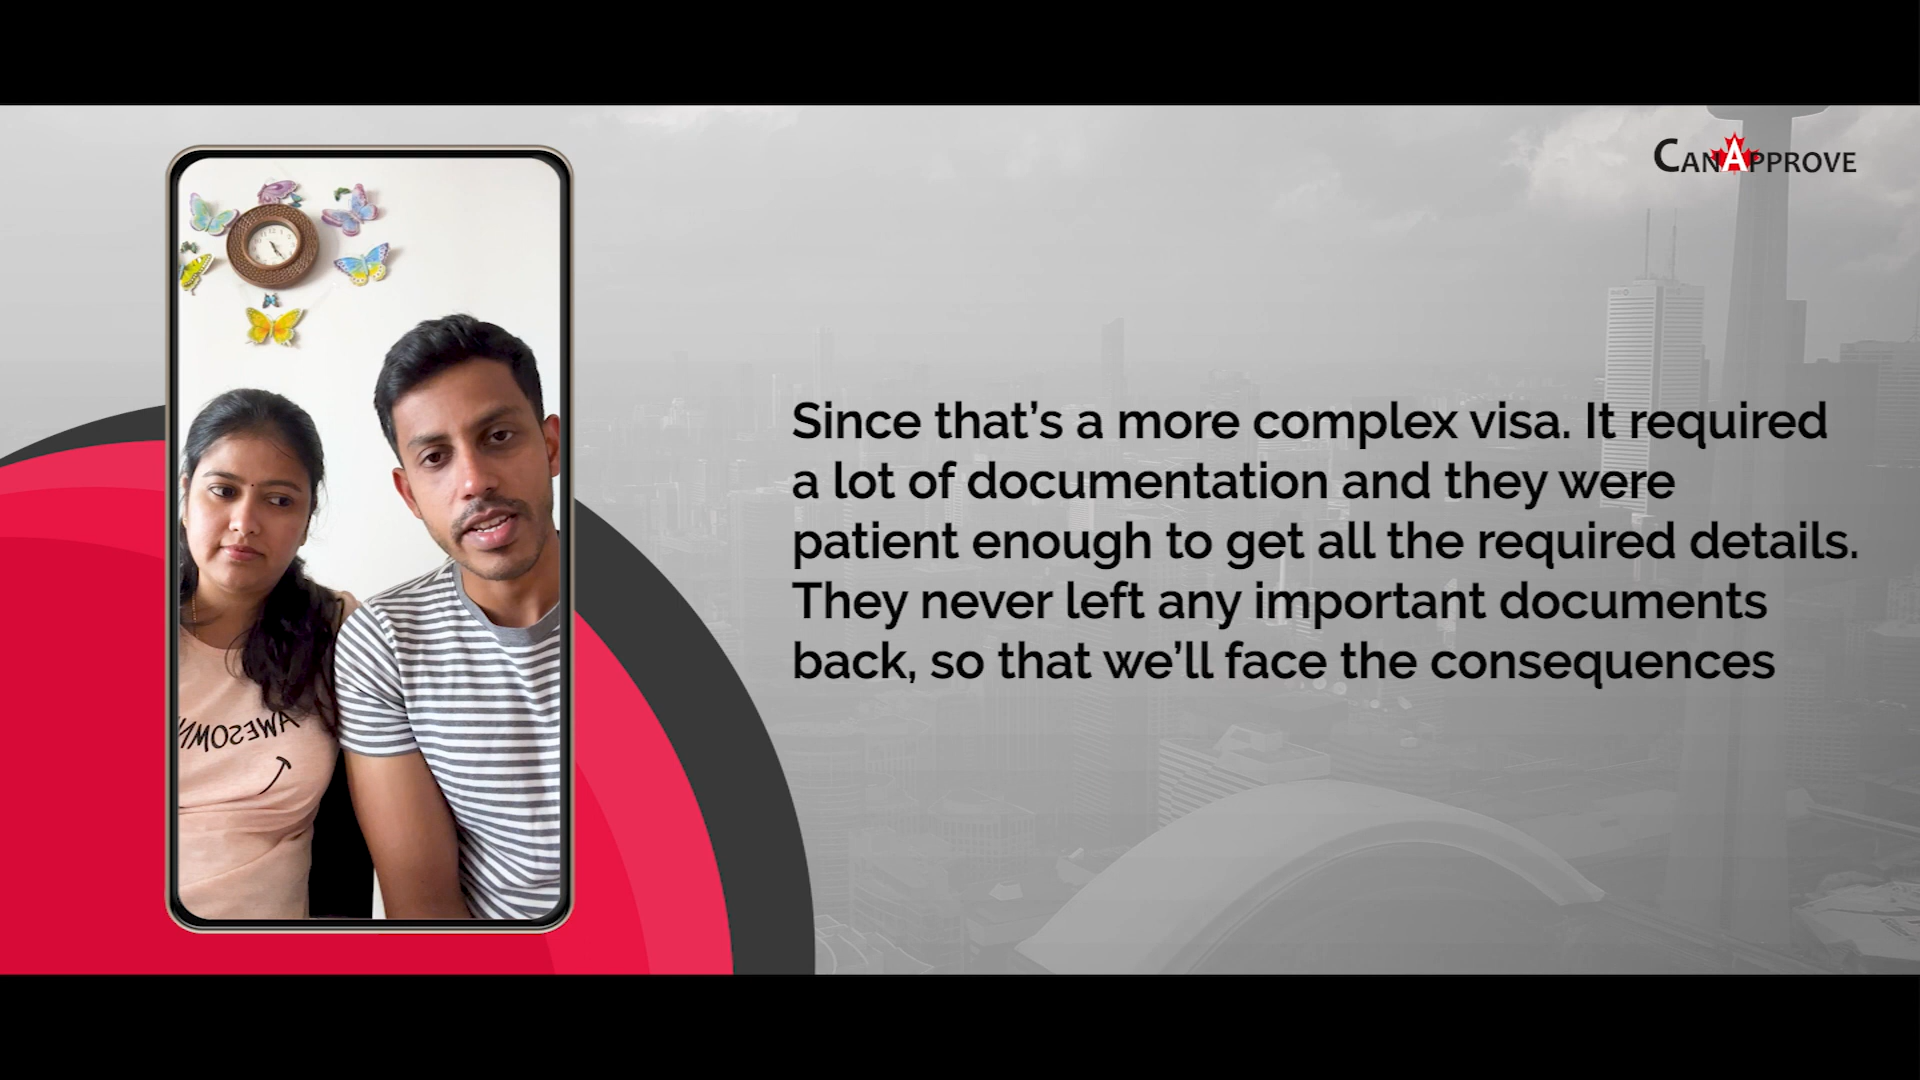 CANAPPROVE
Since that’s a more complex visa. It required
a lot of documentation and they were
patient enough to get all the required details.
They never left any important documents
back, so that we’ll face the consequences
AWESOME